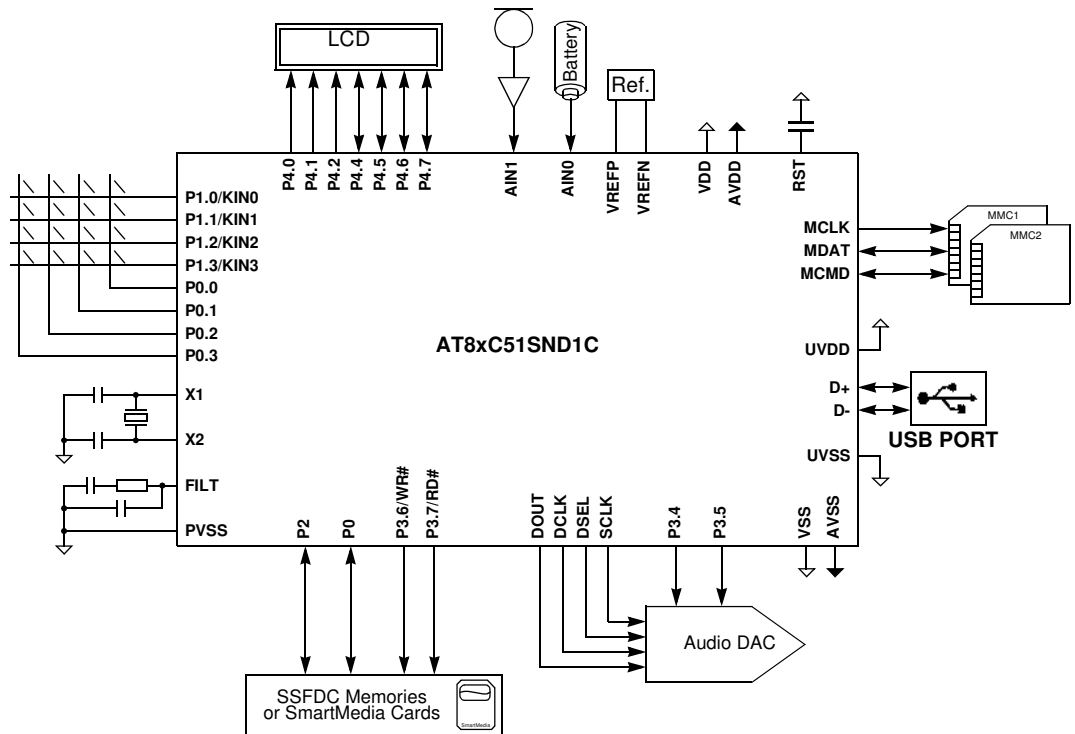 LCD
Battery
Ref.
P4.0
P4.1
P4.2
P4.4
P4.5
P4.6
P4.7
AIN1
AIN0
VREFP
VREFN
VDD
AVDD
RST
P1.0/KIN0
P1.1/KIN1
P1.2/KIN2
P1.3/KIN3
P0.0
P0.1
P0.2
P0.3
X1
X2
FILT
PVSS
AT8xC51SND1C
MCLK
MDAT
MCMD
MMC1
MMC2
UVDD
D+
D-
USB PORT
UVSS
P2
P0
P3.6/WR#
P3.7/RD#
DOUT
DCLK
DSEL
SCLK
P3.4
P3.5
VSS
AVSS
Audio DAC
SSFDC Memories
or SmartMedia Cards
SmartMedia